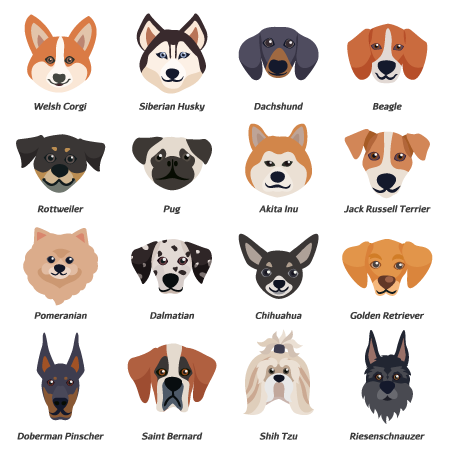 Welsh Corgi
Siberian Husky
Dachshund
Beagle
Rottweiler
Pug
Akita Inu
Jack Russell Terrier
Pomeranian
Dalmatian
Chihuahua
Golden Retriever
Doberman Pinscher
Saint Bernard
Shih Tzu
Riesenschnauzer